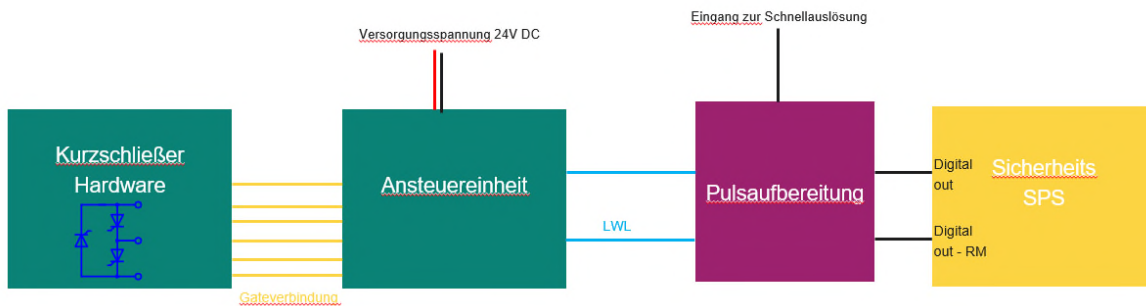 Eingang zur Schnellauslösung
Versorgungsspannung 24V DC
Kurzschließer
Hardware
Ansteuereinheit
Pulsaufbereitung
Digital
out
Sicherheits
SPS
LWL
Digital
out - RM
Gateverbindung